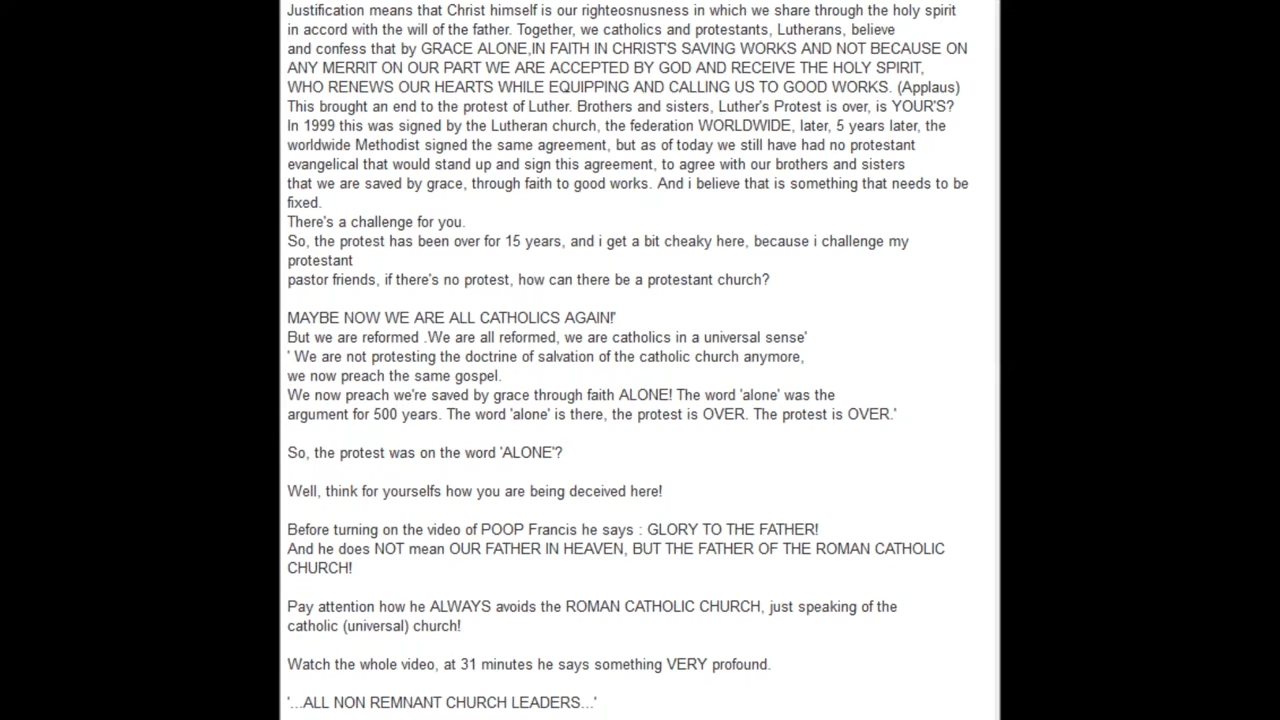 Justification means that Christ himself is our righteosnusness in which we share through the holy spirit
in accord with the will of the father. Together, we catholics and protestants, Lutherans, believe
and confess that by GRACE ALONE,IN FAITH IN CHRIST'S SAVING WORKS AND NOT BECAUSE ON
ANY MERRIT ON OUR PART WE ARE ACCEPTED BY GOD AND RECEIVE THE HOLY SPIRIT,
WHO RENEWS OUR HEARTS WHILE EQUIPPING AND CALLING US TO GOOD WORKS. (Applaus)
This brought an end to the protest of Luther. Brothers and sisters, Luther's Protest is over, is YOUR'S?
In 1999 this was signed by the Lutheran church, the federation WORLDWIDE, later, 5 years later, the
worldwide Methodist signed the same agreement, but as of today we still have had no protestant
evangelical that would stand up and sign this agreement, to agree with our brothers and sisters
that we are saved by grace, through faith to good works. And i believe that is something that needs to be
fixed.
There's a challenge for you.
So, the protest has been over for 15 years, and i get a bit cheaky here, because i challenge my
protestant
pastor friends, if there's no protest, how can there be a protestant church?
MAYBE NOW WE ARE ALL CATHOLICS AGAIN!'
But we are reformed .We are all reformed, we are catholics in a universal sense'
' We are not protesting the doctrine of salvation of the catholic church anymore,
we now preach the same gospel.
We now preach we're saved by grace through faith ALONE! The word 'alone' was the
argument for 500 years. The word 'alone' is there, the protest is OVER. The protest is OVER.'
So, the protest was on the word 'ALONE'?
Well, think for yourselfs how you are being deceived here!
Before turning on the video of POOP Francis he says : GLORY TO THE FATHER!
And he does NOT mean OUR FATHER IN HEAVEN, BUT THE FATHER OF THE ROMAN CATHOLIC
CHURCH!
Pay attention how he ALWAYS avoids the ROMAN CATHOLIC CHURCH, just speaking of the
catholic (universal) church!
Watch the whole video, at 31 minutes he says something VERY profound.
'...ALL NON REMNANT CHURCH LEADERS...'